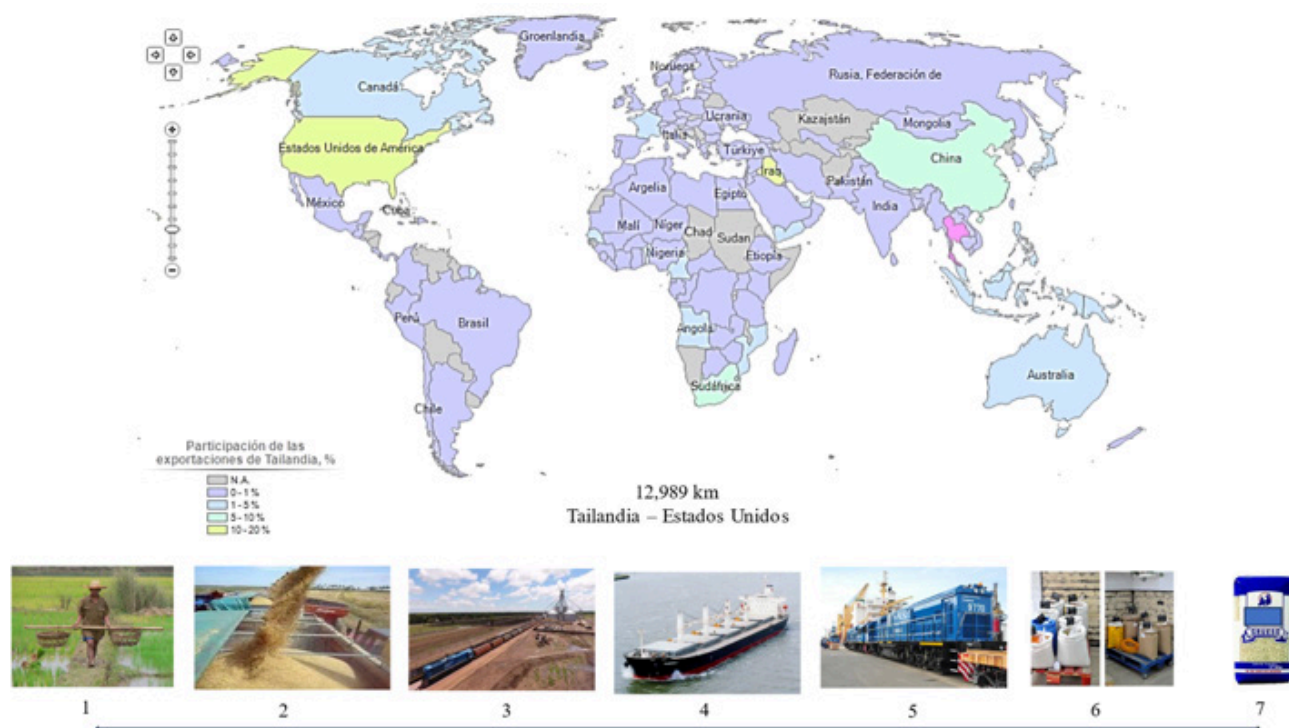 Groenlandia
Noruega
Rusia, Federación de
Canadá
Ucrania
Kazajstán
Mongolia
Italia
Estados Unidos de América
Türkiye
China
Iraq
Pakistán
Argelia
Egipto
México
Cuba
India
Malí
Níger
Chad
Sudan
Nigeria
Etiopía
Perú
Brasil
Angola
Australia
Sudáfrica
Chile
Participación de las
exportaciones de Tailandia, %
N.A.
0 - 1 %
1 - 5 %
5 - 10 %
10 - 20 %
12,989 km
Tailandia – Estados Unidos
1 2 3 4 5 6 7